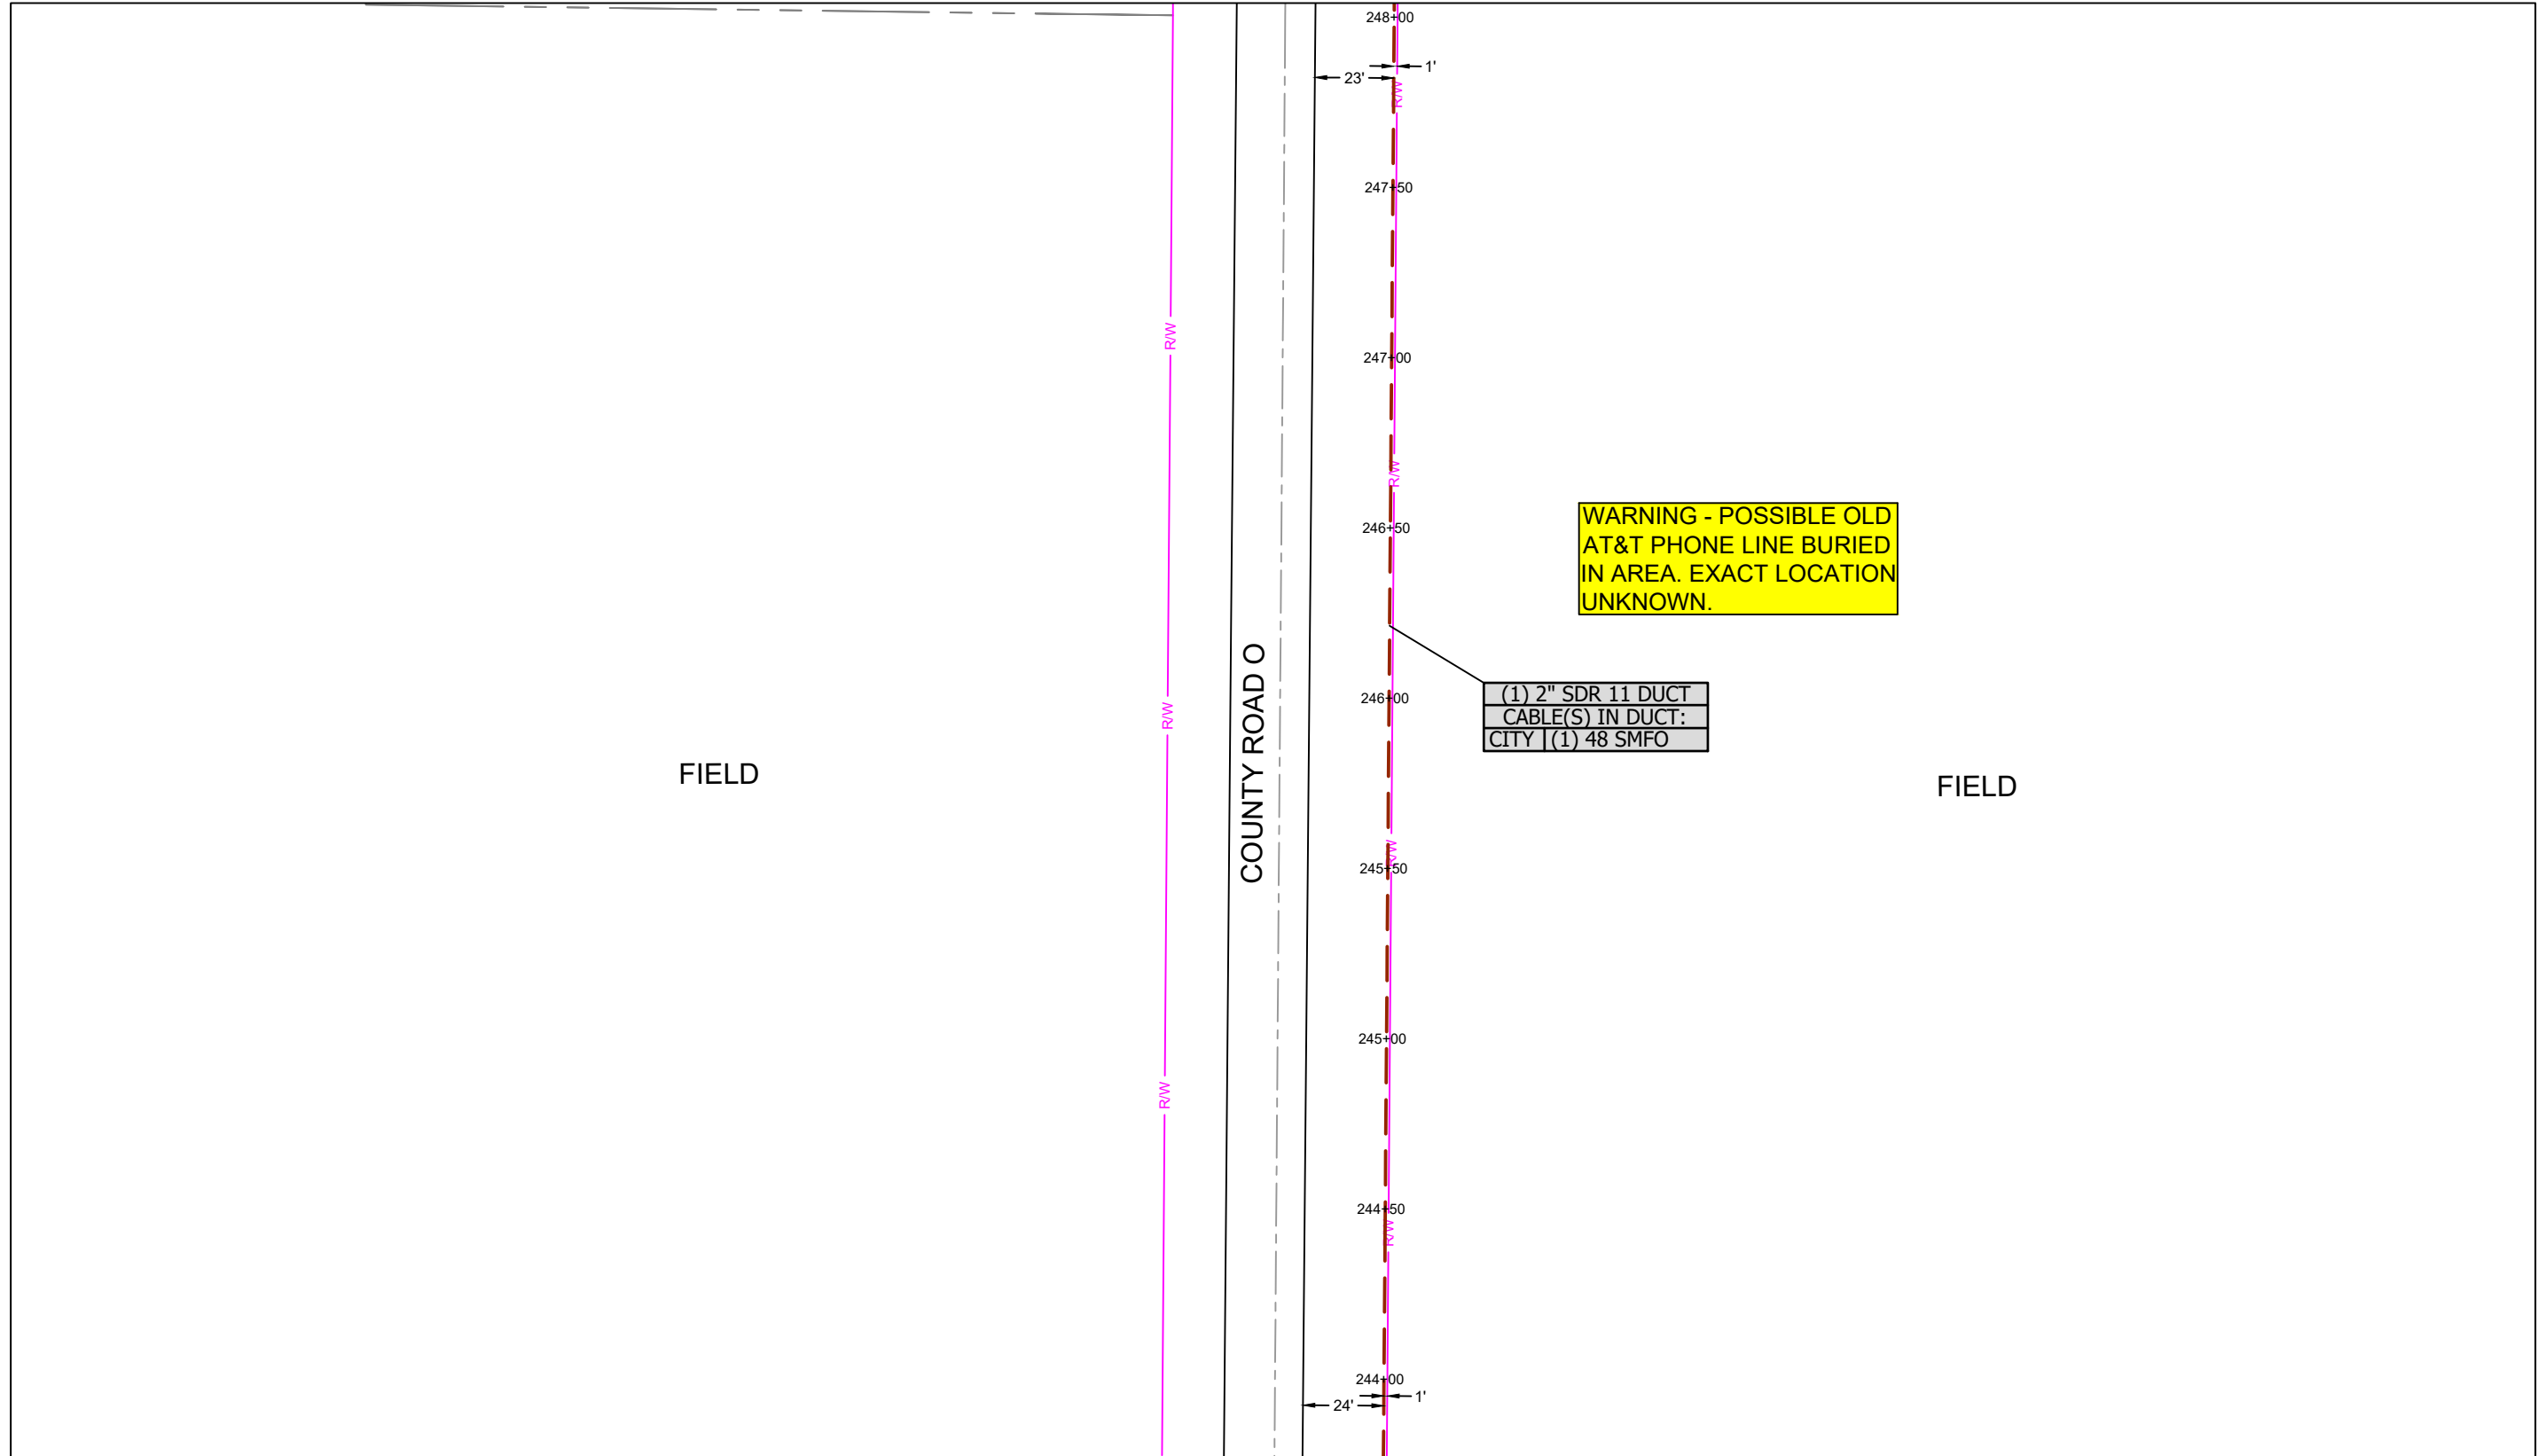 248+00
1'
23'
R/W
247+50
R/W
247+00
R/W
246+50
WARNING - POSSIBLE OLD
AT&T PHONE LINE BURIED
IN AREA. EXACT LOCATION
UNKNOWN.
COUNTY ROAD O
246+00
(1) 2" SDR 11 DUCT
CABLE(S) IN DUCT:
CITY (1) 48 SMFO
R/W
FIELD
FIELD
R/W
245+50
245+00
R/W
244+50
R/W
244+00
1'
24'